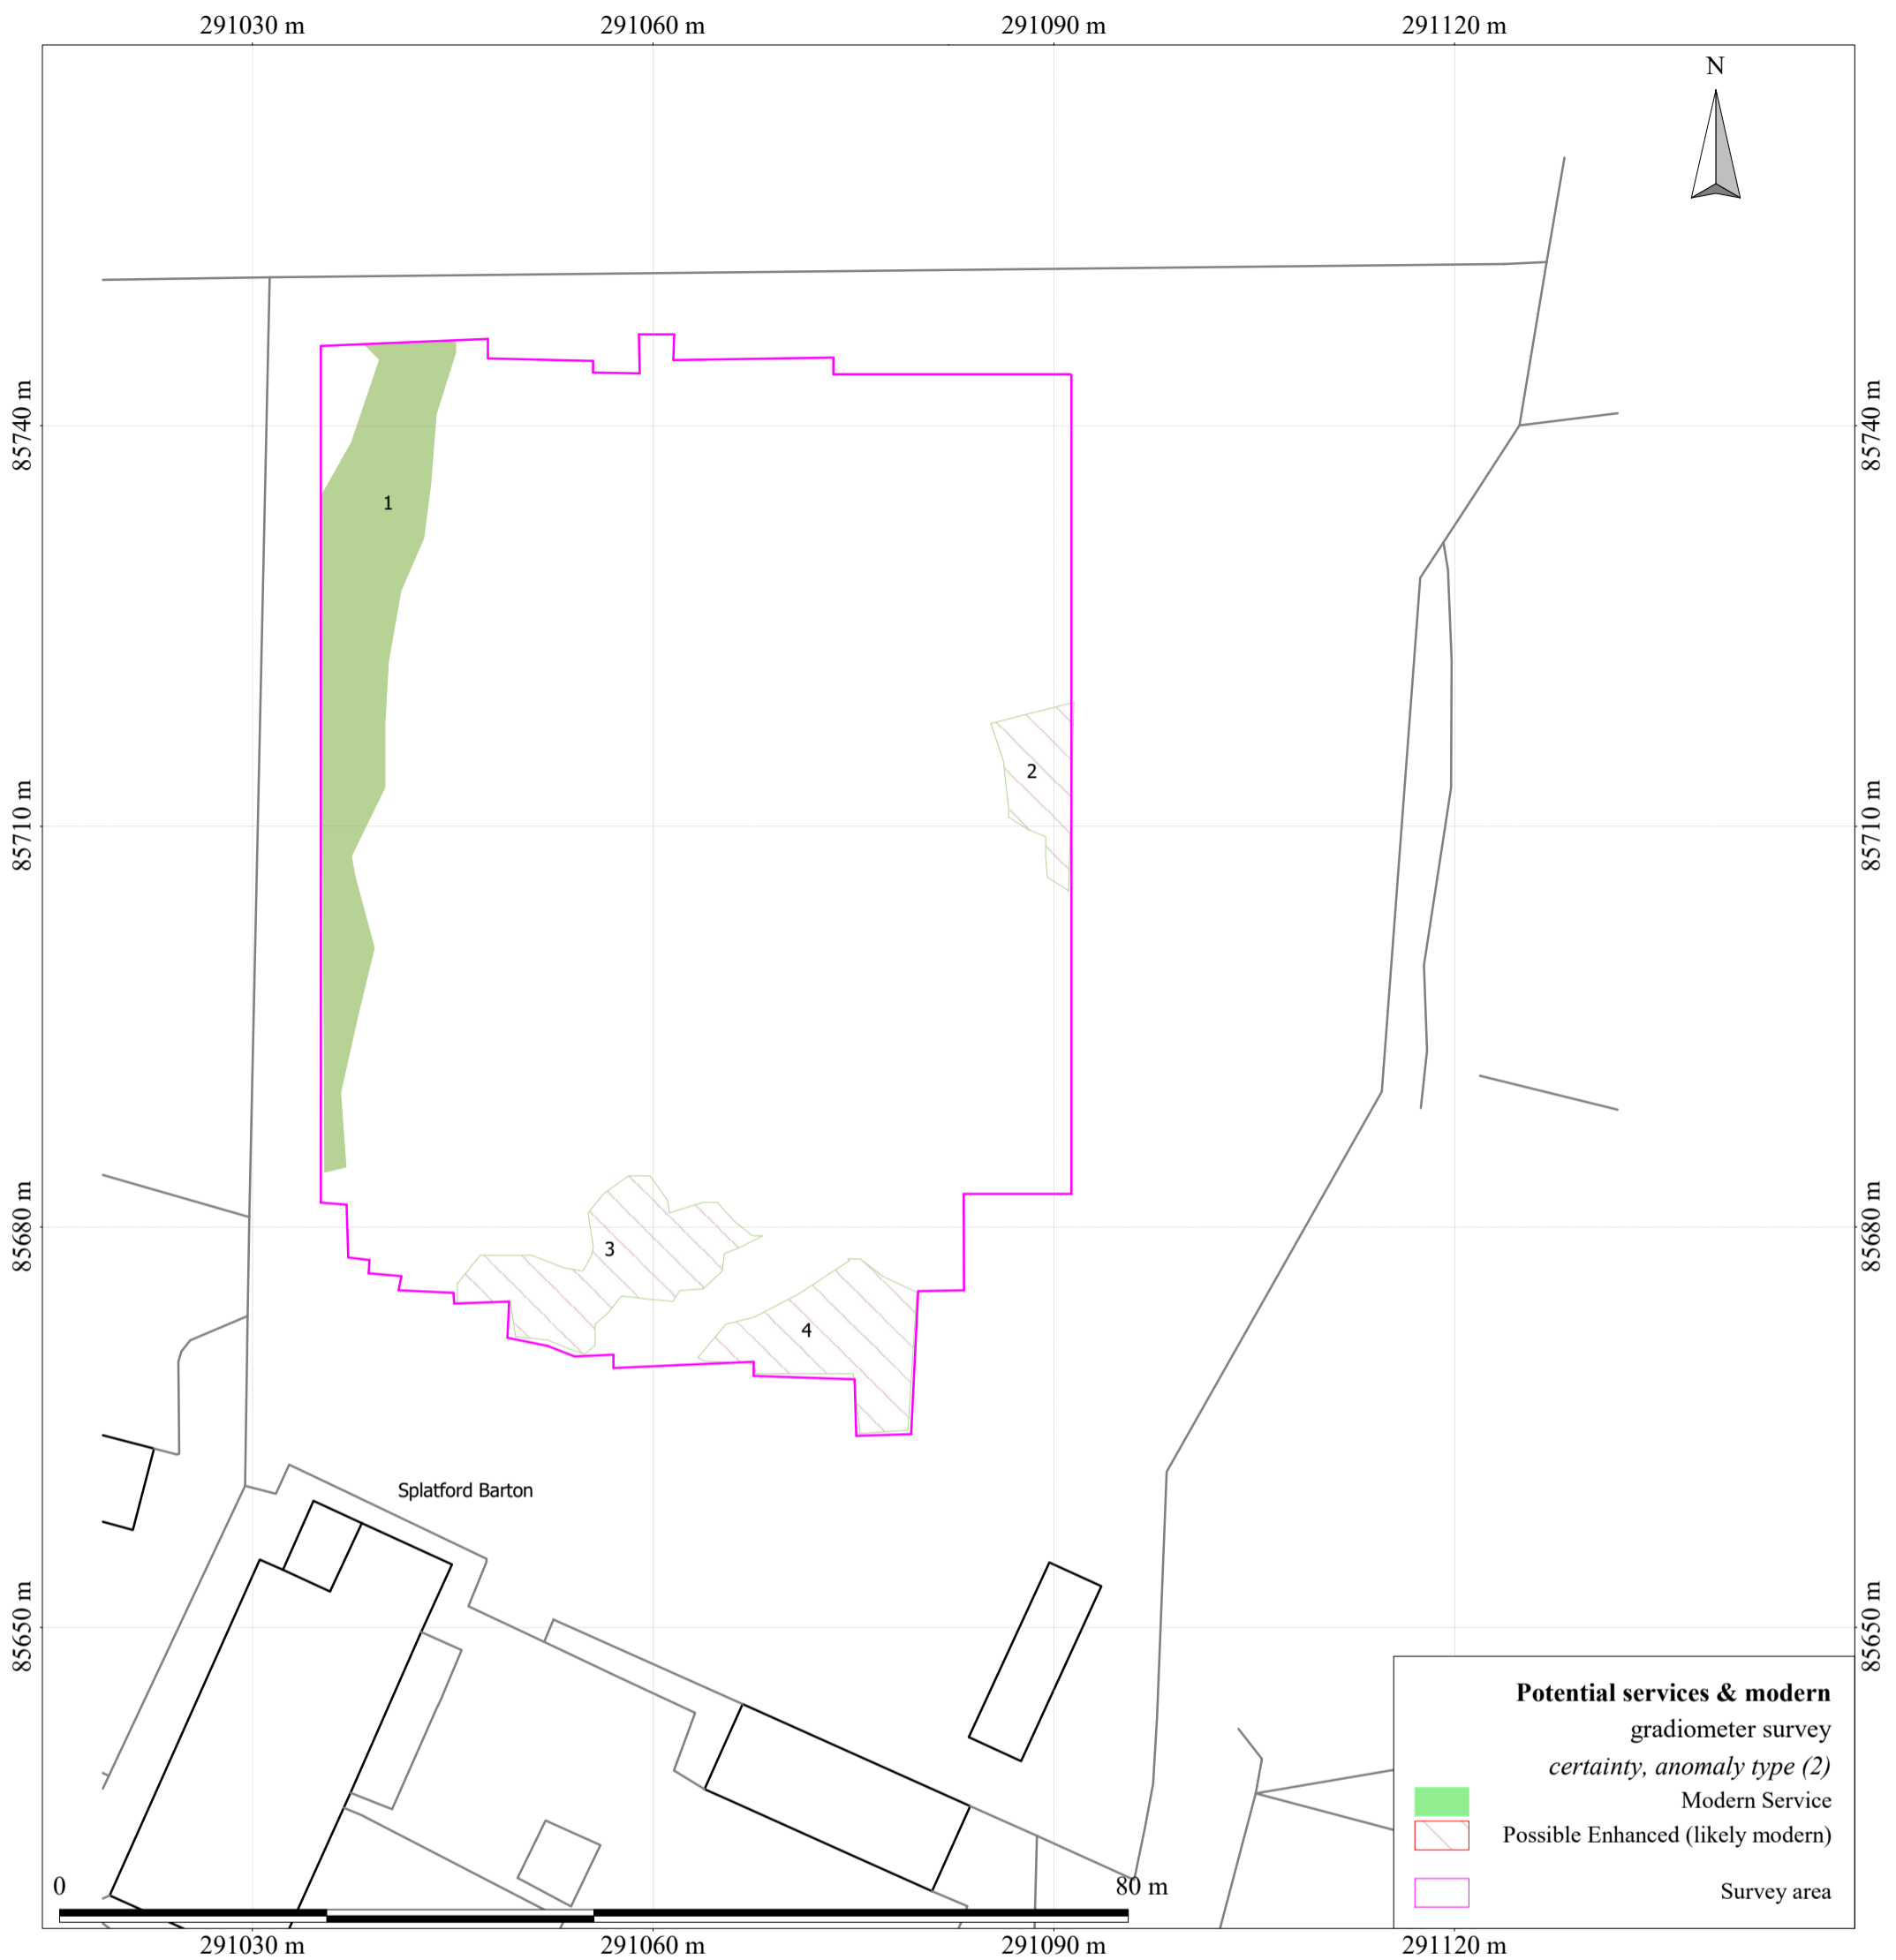 291030 m
291060 m
291090 m
291120 m
N
85740 m
85740 m
1
2
85710 m
85710 m
3
85680 m
85680 m
4
Splatford Barton
85650 m
85650 m
Potential services & modern
gradiometer survey
certainty, anomaly type (2)
Modern Service
Possible Enhanced (likely modern)
Survey area
0
80 m
291030 m
291060 m
291090 m
291120 m